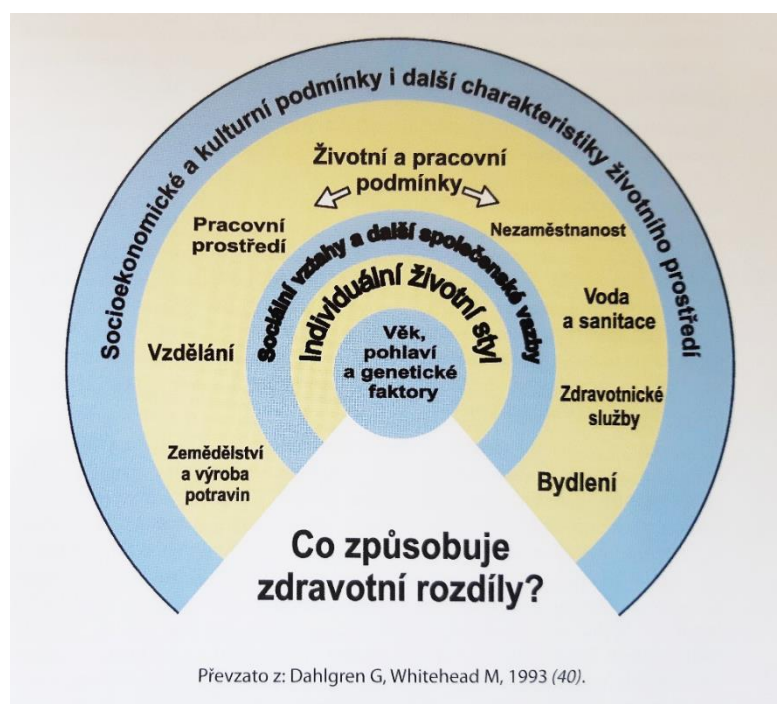 Socioekonomické a kulturní podmínky i další charakteristiky životního prostředí
Životní a pracovní
podmínky
Pracovní
prostředí
Nezaměstnanost
Sociální vztahy a další společenské vazby
Individuální životní styl
Voda
a sanitace
Vzdělání
Věk,
pohlaví
a genetické
faktory
Zdravotnické
služby
Zemědělství
a výroba
potravin
Bydlení
Co způsobuje
zdravotní rozdíly?
Převzato z: Dahlgren G, Whitehead M, 1993 (40).